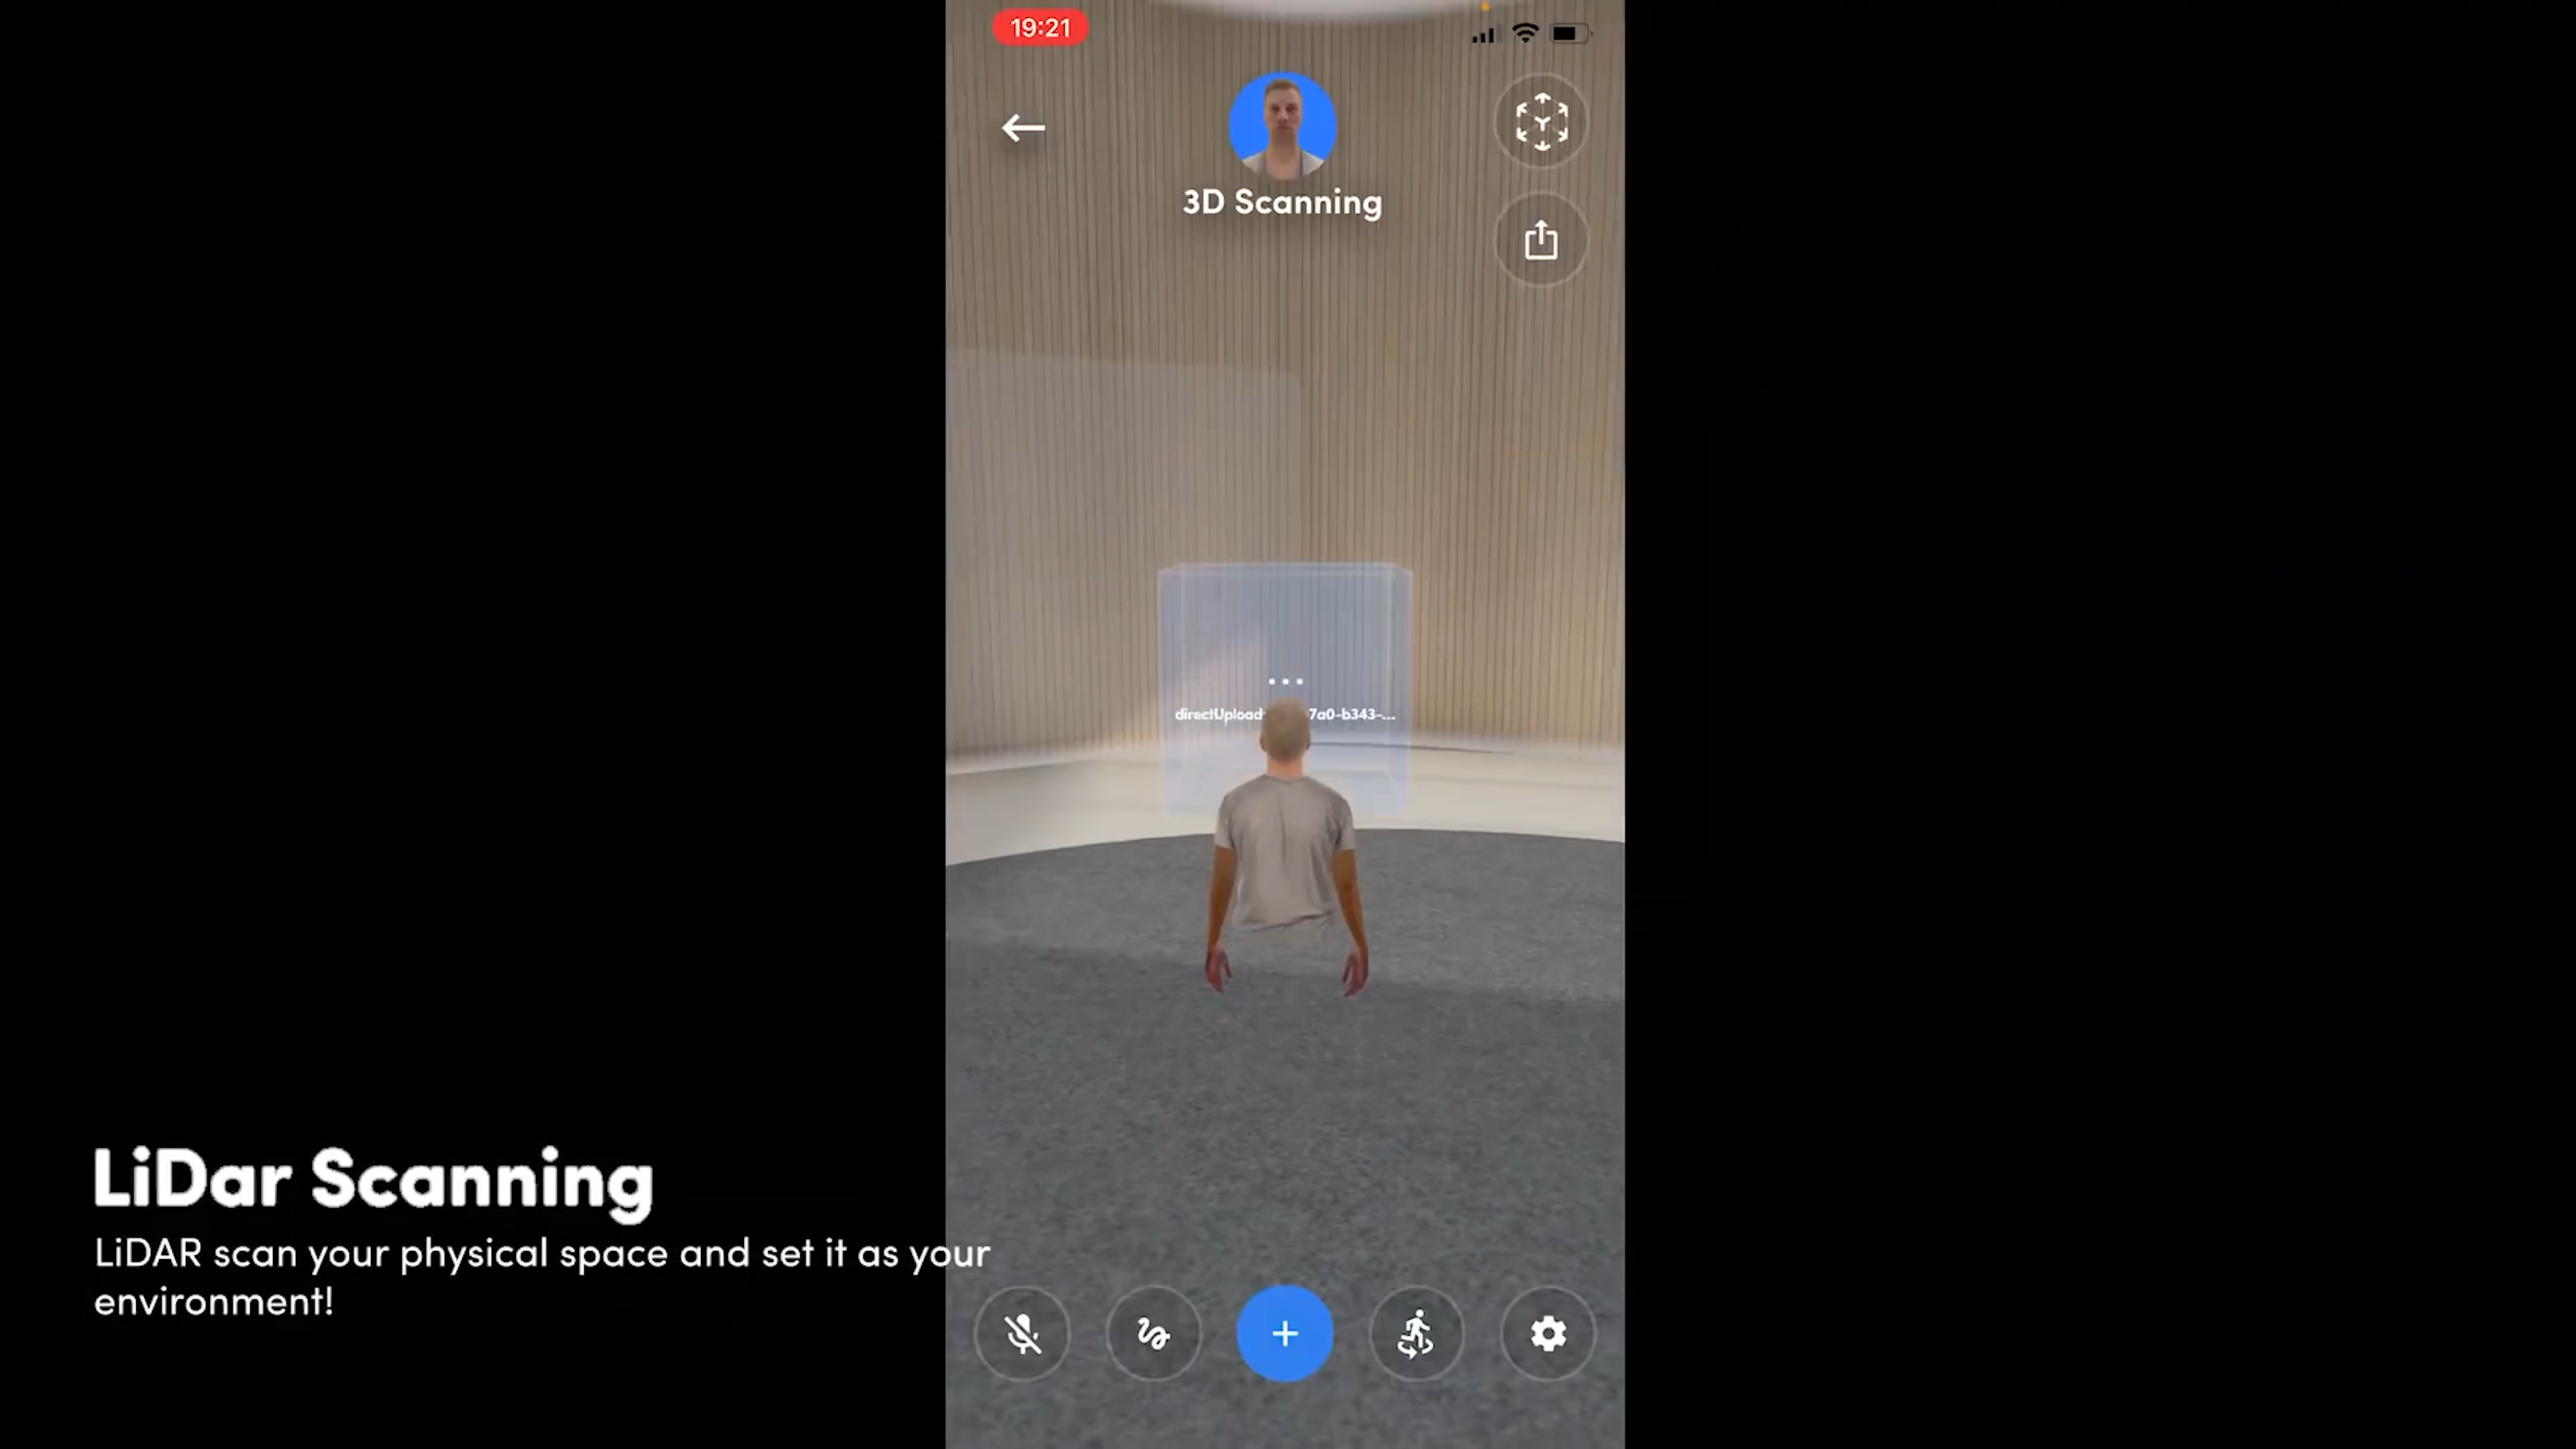 19:21
3D Scanning
directUpload 7a0-b343-...
LiDar Scanning
LiDAR scan your physical space and set it as your
environment!